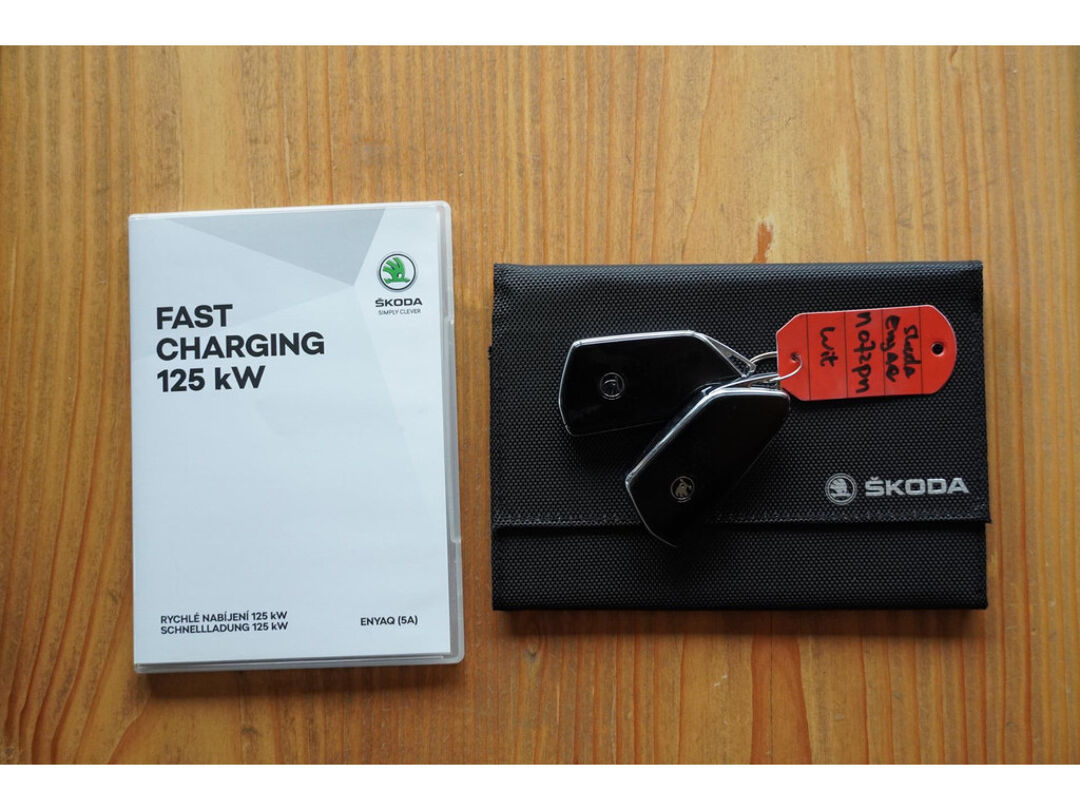 FAST
CHARGING
125 kW
ŠKODA
SIMPLY CLEVER
RYCHLÉ NABÍJENÍ 125 kW
SCHNELLLADUNG 125 kW
ENYAQ (5A)
Skoda
enyAQ
Wit
ŠKODA